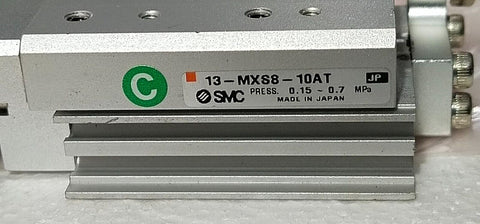 C
13-MXS8-10AT JP
SMC PRESS. 0.15 ~ 0.7 MPa
MADE IN JAPAN